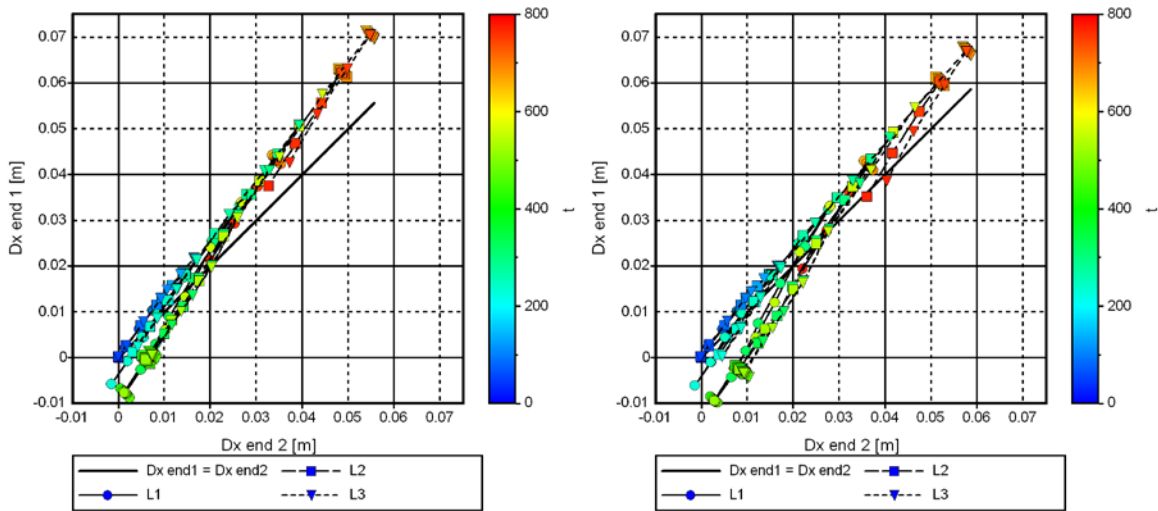 800
0.07
0.06
600
0.05
0.04
400
t
Dx end 1 [m]
0.03
0.02
200
0.01
0
-0.01
0
-0.01 0 0.01 0.02 0.03 0.04 0.05 0.06 0.07
Dx end 2 [m]
Dx end1 = Dx end2 L2
L1 L3
800
0.07
0.06
600
0.05
0.04
400
t
Dx end 1 [m]
0.03
0.02
200
0.01
0
-0.01
0
-0.01 0 0.01 0.02 0.03 0.04 0.05 0.06 0.07
Dx end 2 [m]
Dx end1 = Dx end2 L2
L1 L3